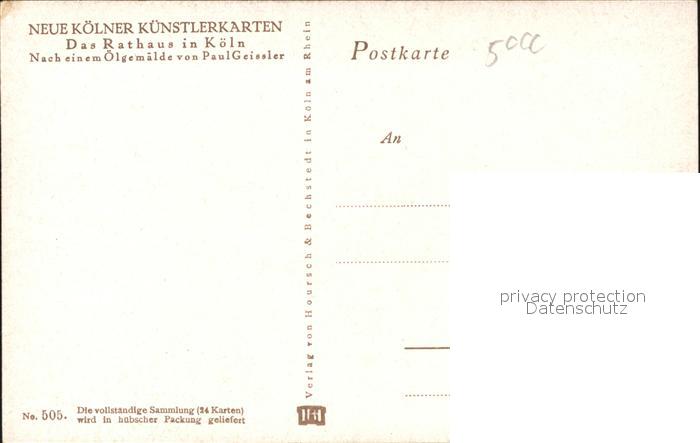 NEUE KÖLNER KÜNSTLERKARTEN
Das Rathaus in Köln
Nach einem Ölgemälde von Paul Geissler
Verlag von Hoursch & Bechstedt in Köln am Rhein
Postkarte
An
privacy protection
Datenschutz
No. 505.
Die vollständige Sammlung (24 Karten)
wird in hübscher Packung geliefert